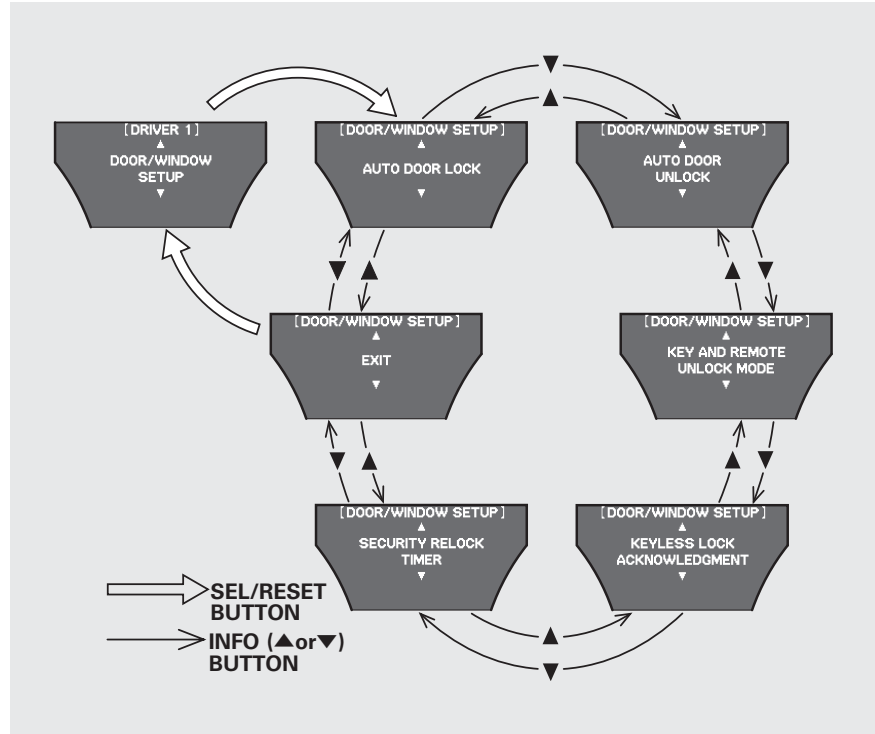 [DRIVER 1]
▲
DOOR/WINDOW
SETUP
▼
[DOOR/WINDOW SETUP]
▲
AUTO DOOR LOCK
▼
[DOOR/WINDOW SETUP]
▲
AUTO DOOR
UNLOCK
▼
[DOOR/WINDOW SETUP]
▲
EXIT
▼
[DOOR/WINDOW SETUP]
▲
KEY AND REMOTE
UNLOCK MODE
▼
[DOOR/WINDOW SETUP]
▲
SECURITY RELOCK
TIMER
▼
[DOOR/WINDOW SETUP]
▲
KEYLESS LOCK
ACKNOWLEDGMENT
▼
SEL/RESET
BUTTON
INFO (▲or▼)
BUTTON